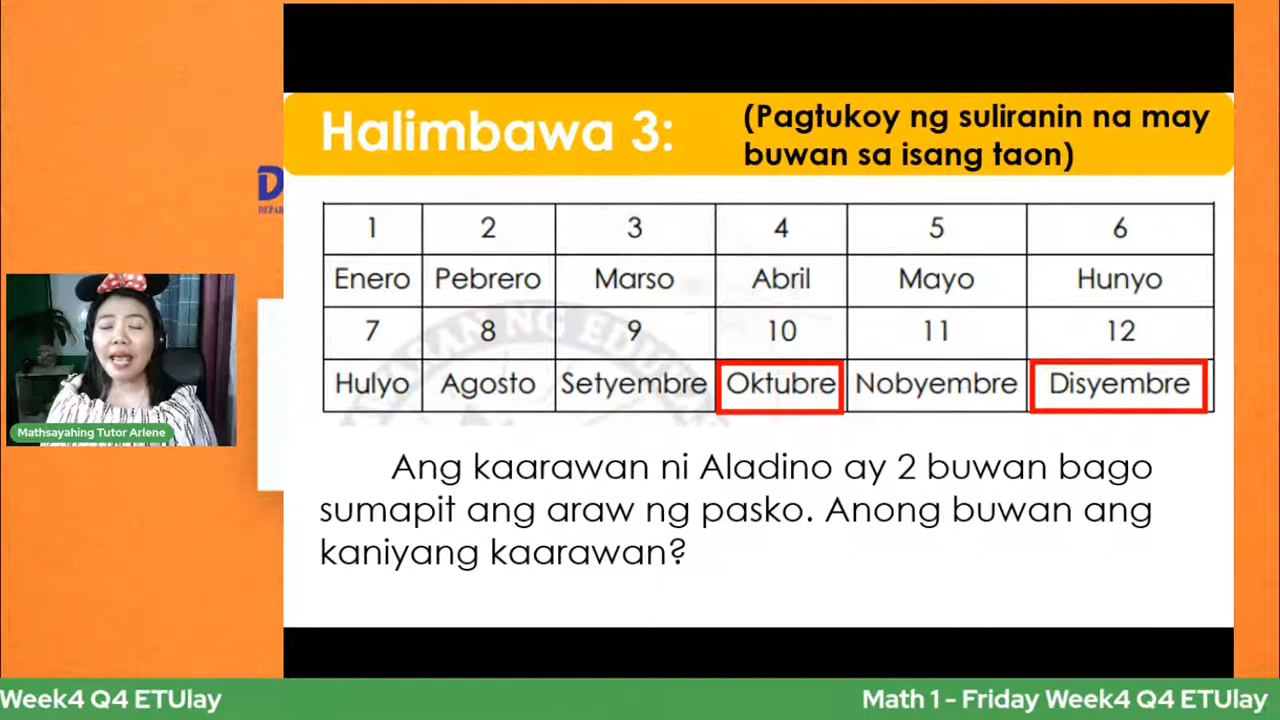 Halimbawa 3:
(Pagtukoy ng suliranin na may
buwan sa isang taon)
1 2 3 4 5 6
Enero Pebrero Marso Abril Mayo Hunyo
7 8 9 10 11 12
Hulyo Agosto Setyembre Oktubre Nobyembre Disyembre
Ang kaarawan ni Aladino ay 2 buwan bago
sumapit ang araw ng pasko. Anong buwan ang
kaniyang kaarawan?
Mathsayahing Tutor Arlene
Week4 Q4 ETUlay
Math 1 - Friday Week4 Q4 ETUlay